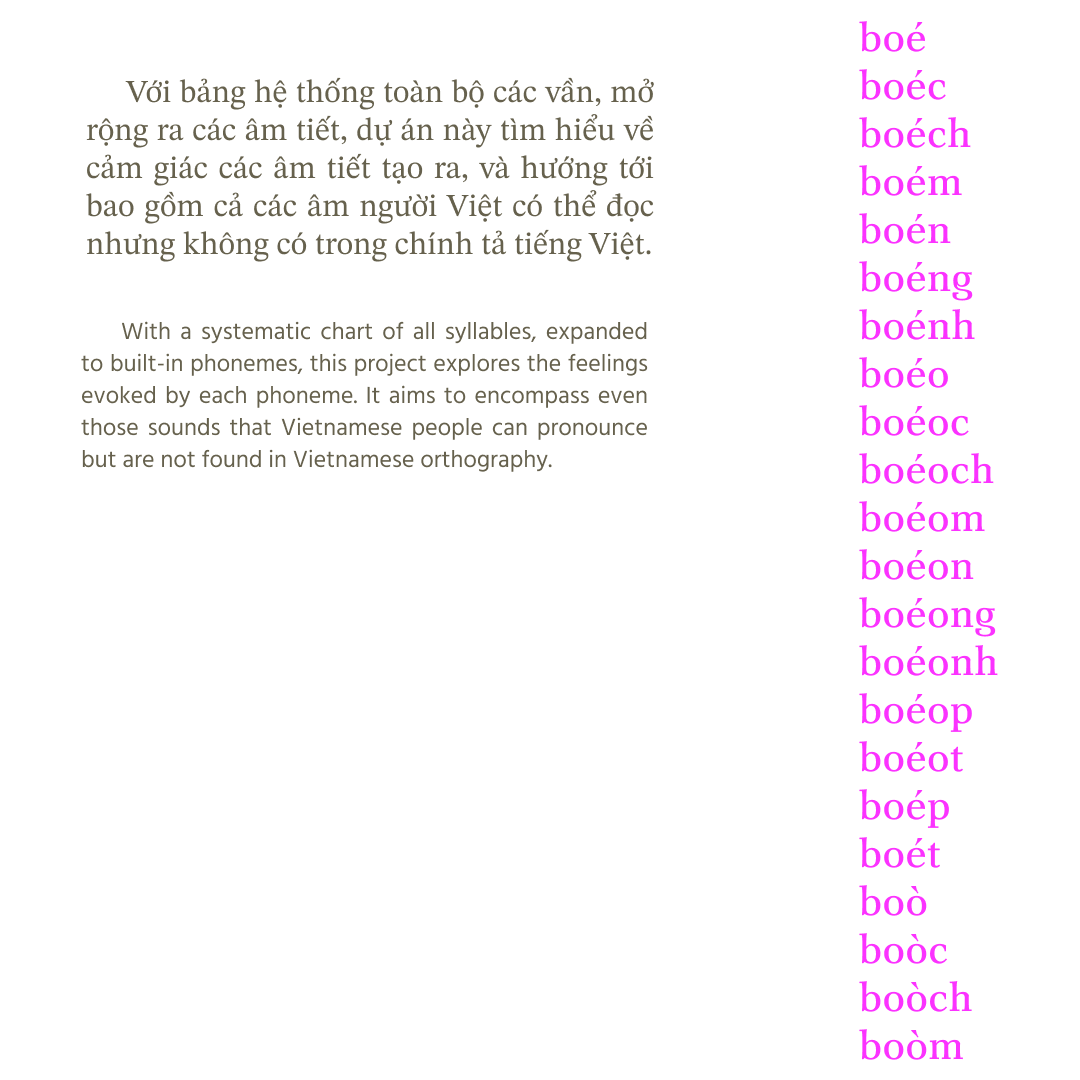 Với bảng hệ thống toàn bộ các vần, mở
rộng ra các âm tiết, dự án này tìm hiểu về
cảm giác các âm tiết tạo ra, và hướng tới
bao gồm cả các âm người Việt có thể đọc
nhưng không có trong chính tả tiếng Việt.
With a systematic chart of all syllables, expanded
to built-in phonemes, this project explores the feelings
evoked by each phoneme. It aims to encompass even
those sounds that Vietnamese people can pronounce
but are not found in Vietnamese orthography.
boé
boéc
boéch
boém
boén
boéng
boénh
boéo
boéoc
boéoch
boéom
boéon
boéong
boéonh
boéop
boéot
boép
boét
boò
boòc
boòch
boòm